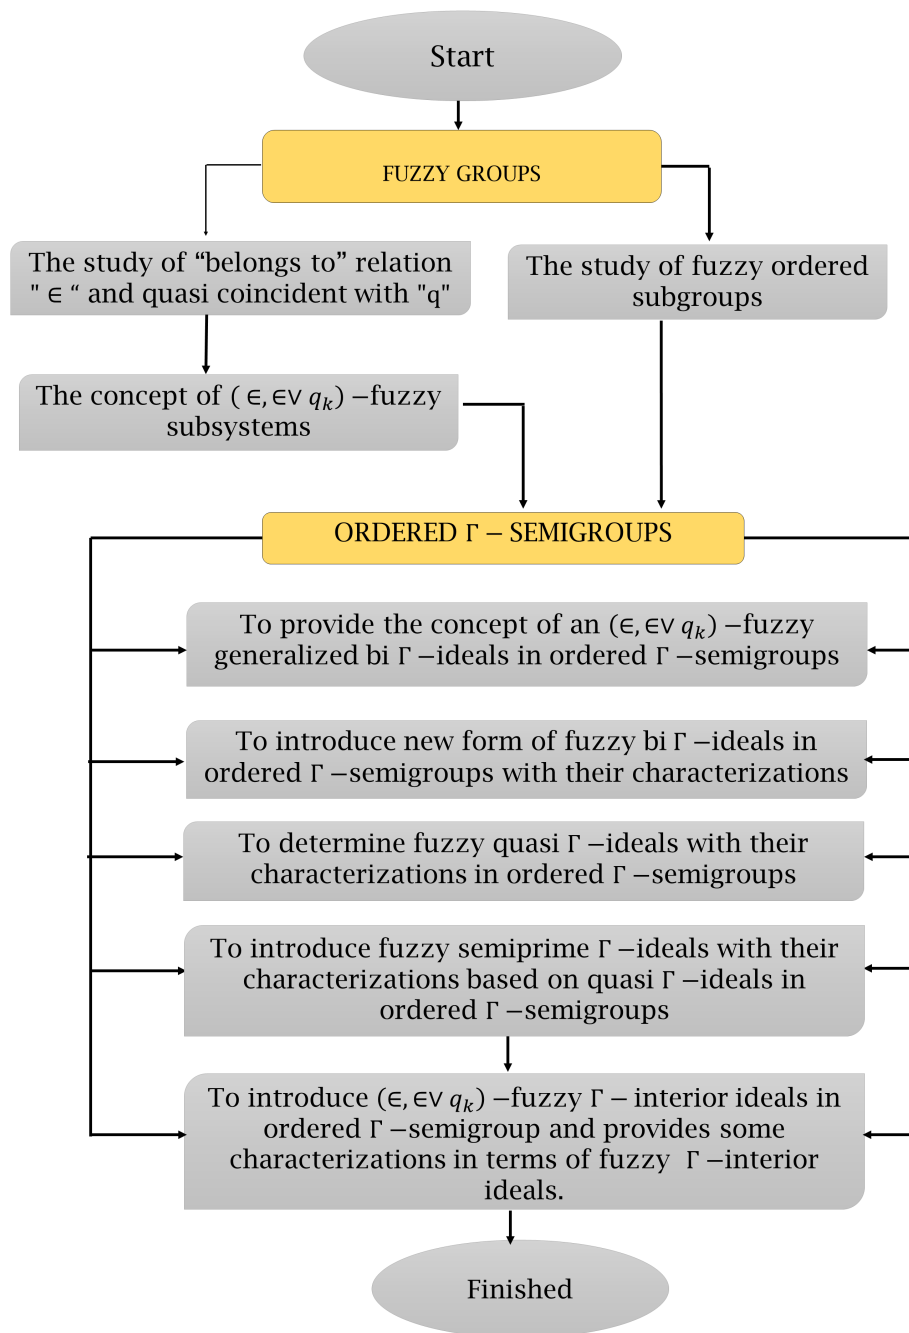 Start
FUZZY GROUPS
The study of “belongs to” relation
" ∈ “ and quasi coincident with "q"
The study of fuzzy ordered
subgroups
The concept of ( ∈, ∈∨ qₖ) −fuzzy
subsystems
ORDERED Γ − SEMIGROUPS
To provide the concept of an (∈, ∈∨ qₖ) −fuzzy
generalized bi Γ −ideals in ordered Γ −semigroups
To introduce new form of fuzzy bi Γ −ideals in
ordered Γ −semigroups with their characterizations
To determine fuzzy quasi Γ −ideals with their
characterizations in ordered Γ −semigroups
To introduce fuzzy semiprime Γ −ideals with their
characterizations based on quasi Γ −ideals in
ordered Γ −semigroups
To introduce (∈, ∈∨ qₖ) −fuzzy Γ − interior ideals in
ordered Γ −semigroup and provides some
characterizations in terms of fuzzy Γ −interior
ideals.
Finished